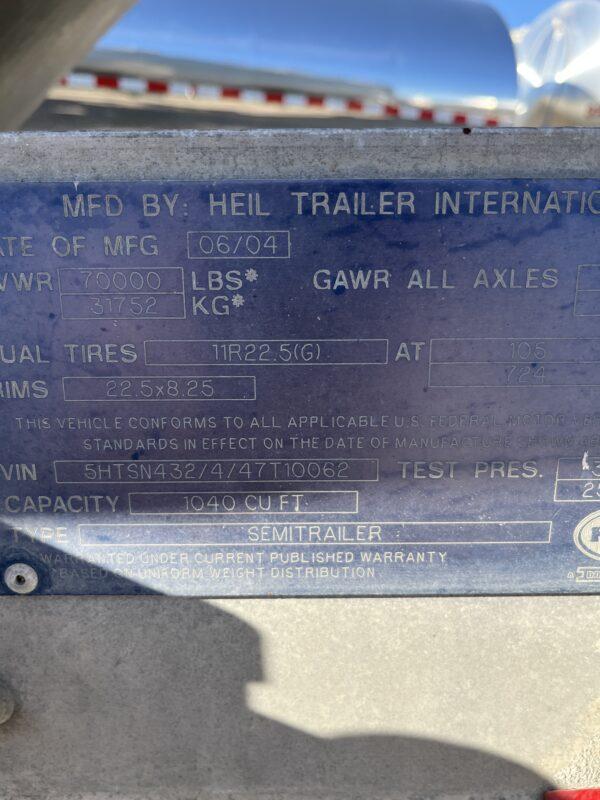 MFD BY: HEIL TRAILER INTERNATIO
ATE OF MFG 06/04
VWR 70000 LBS* GAWR ALL AXLES
31752 KG*
UAL TIRES 11R22.5(G) AT 105
RIMS 22.5x8.25 724
THIS VEHICLE CONFORMS TO ALL APPLICABLE U.S. FEDERAL MOTOR VE
STANDARDS IN EFFECT ON THE DATE OF MANUFACTURE SHOWN
VIN 5HTSN432/4/47T10062 TEST PRES.
CAPACITY 1040 CU FT
TYPE SEMITRAILER
WARRANTED UNDER CURRENT PUBLISHED WARRANTY
BASED ON UNIFORM WEIGHT DISTRIBUTION